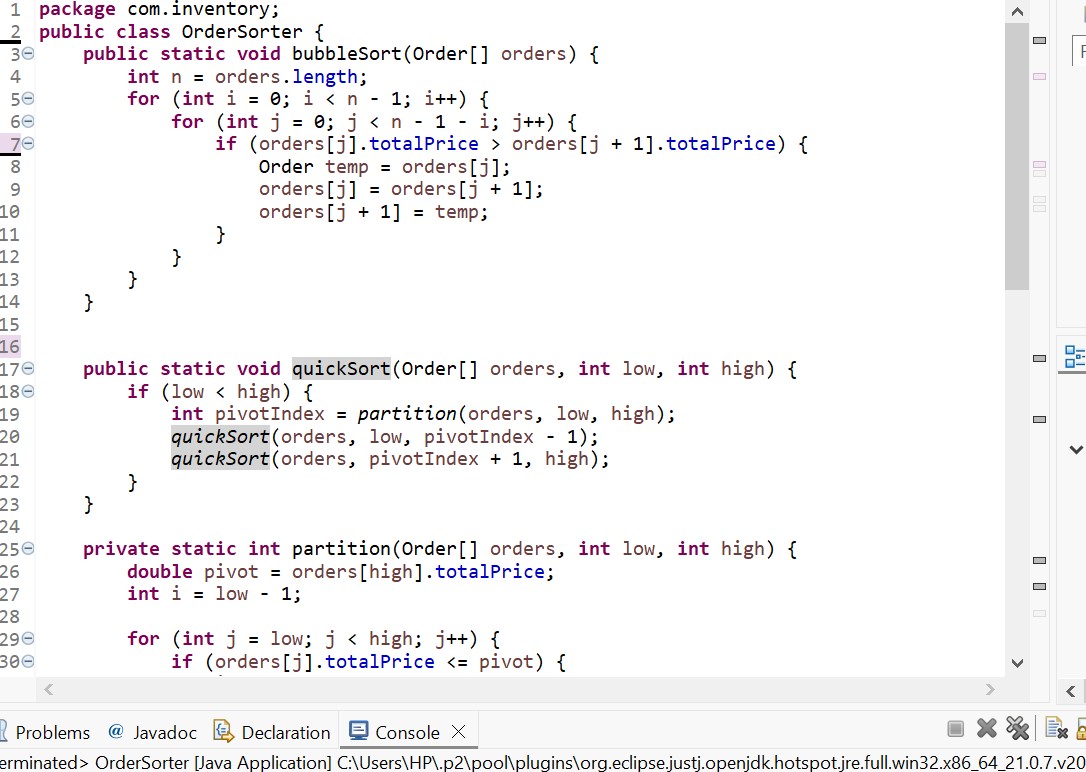 1 package com.inventory;
2 public class OrderSorter {
3 public static void bubbleSort(Order[] orders) {
4 int n = orders.length;
5 for (int i = 0; i < n - 1; i++) {
6 for (int j = 0; j < n - 1 - i; j++) {
7 if (orders[j].totalPrice > orders[j + 1].totalPrice) {
8 Order temp = orders[j];
9 orders[j] = orders[j + 1];
10 orders[j + 1] = temp;
11 }
12 }
13 }
14 }
15
16
17 public static void quickSort(Order[] orders, int low, int high) {
18 if (low < high) {
19 int pivotIndex = partition(orders, low, high);
20 quickSort(orders, low, pivotIndex - 1);
21 quickSort(orders, pivotIndex + 1, high);
22 }
23 }
24
25 private static int partition(Order[] orders, int low, int high) {
26 double pivot = orders[high].totalPrice;
27 int i = low - 1;
28
29 for (int j = low; j < high; j++) {
30 if (orders[j].totalPrice <= pivot) {
Problems @ Javadoc Declaration Console
erminated> OrderSorter [Java Application] C:\Users\HP\.p2\pool\plugins\org.eclipse.justj.openjdk.hotspot.jre.full.win32.x86_64_21.0.7.v20